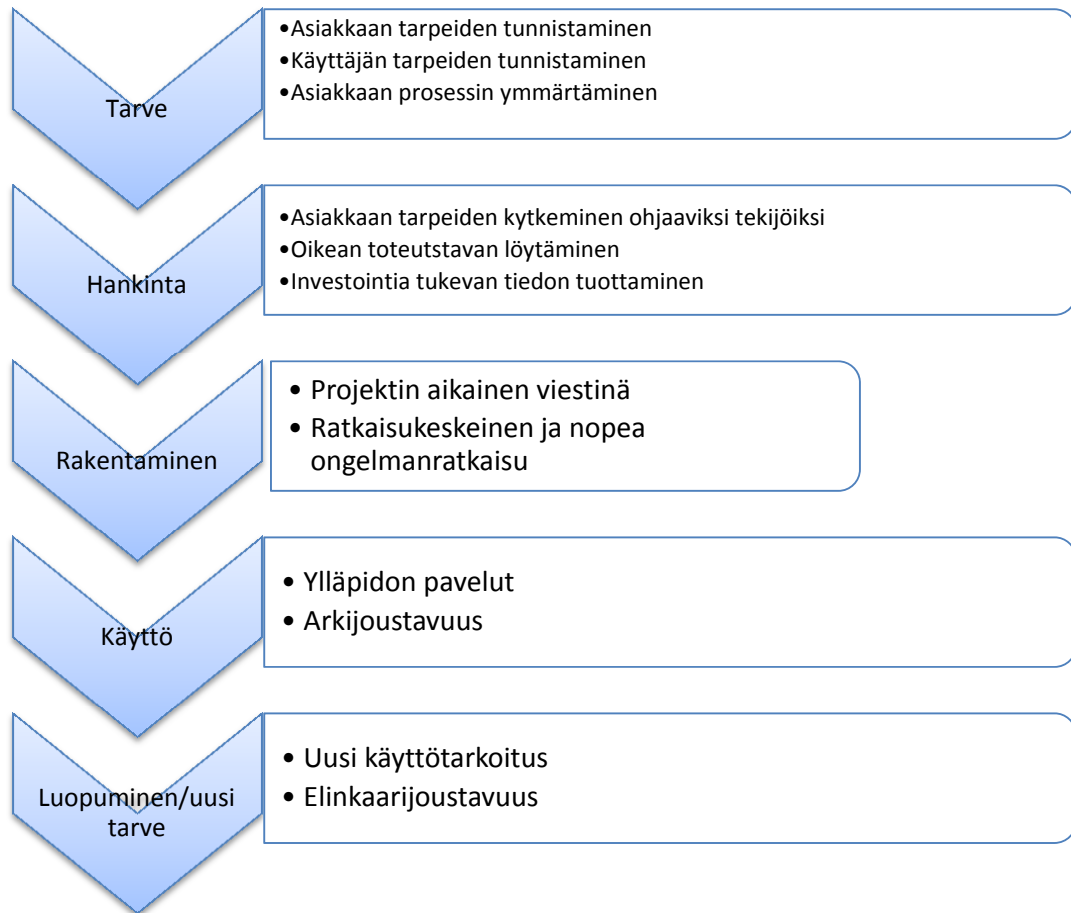 Tarve
•Asiakkaan tarpeiden tunnistaminen
•Käyttäjän tarpeiden tunnistaminen
•Asiakkaan prosessin ymmärtäminen
Hankinta
•Asiakkaan tarpeiden kytkeminen ohjaaviksi tekijöiksi
•Oikean toteutstavan löytäminen
•Investointia tukevan tiedon tuottaminen
Rakentaminen
• Projektin aikainen viestinä
• Ratkaisukeskeinen ja nopea
ongelmanratkaisu
Käyttö
• Ylläpidon pavelut
• Arkijoustavuus
Luopuminen/uusi
tarve
• Uusi käyttötarkoitus
• Elinkaarijoustavuus